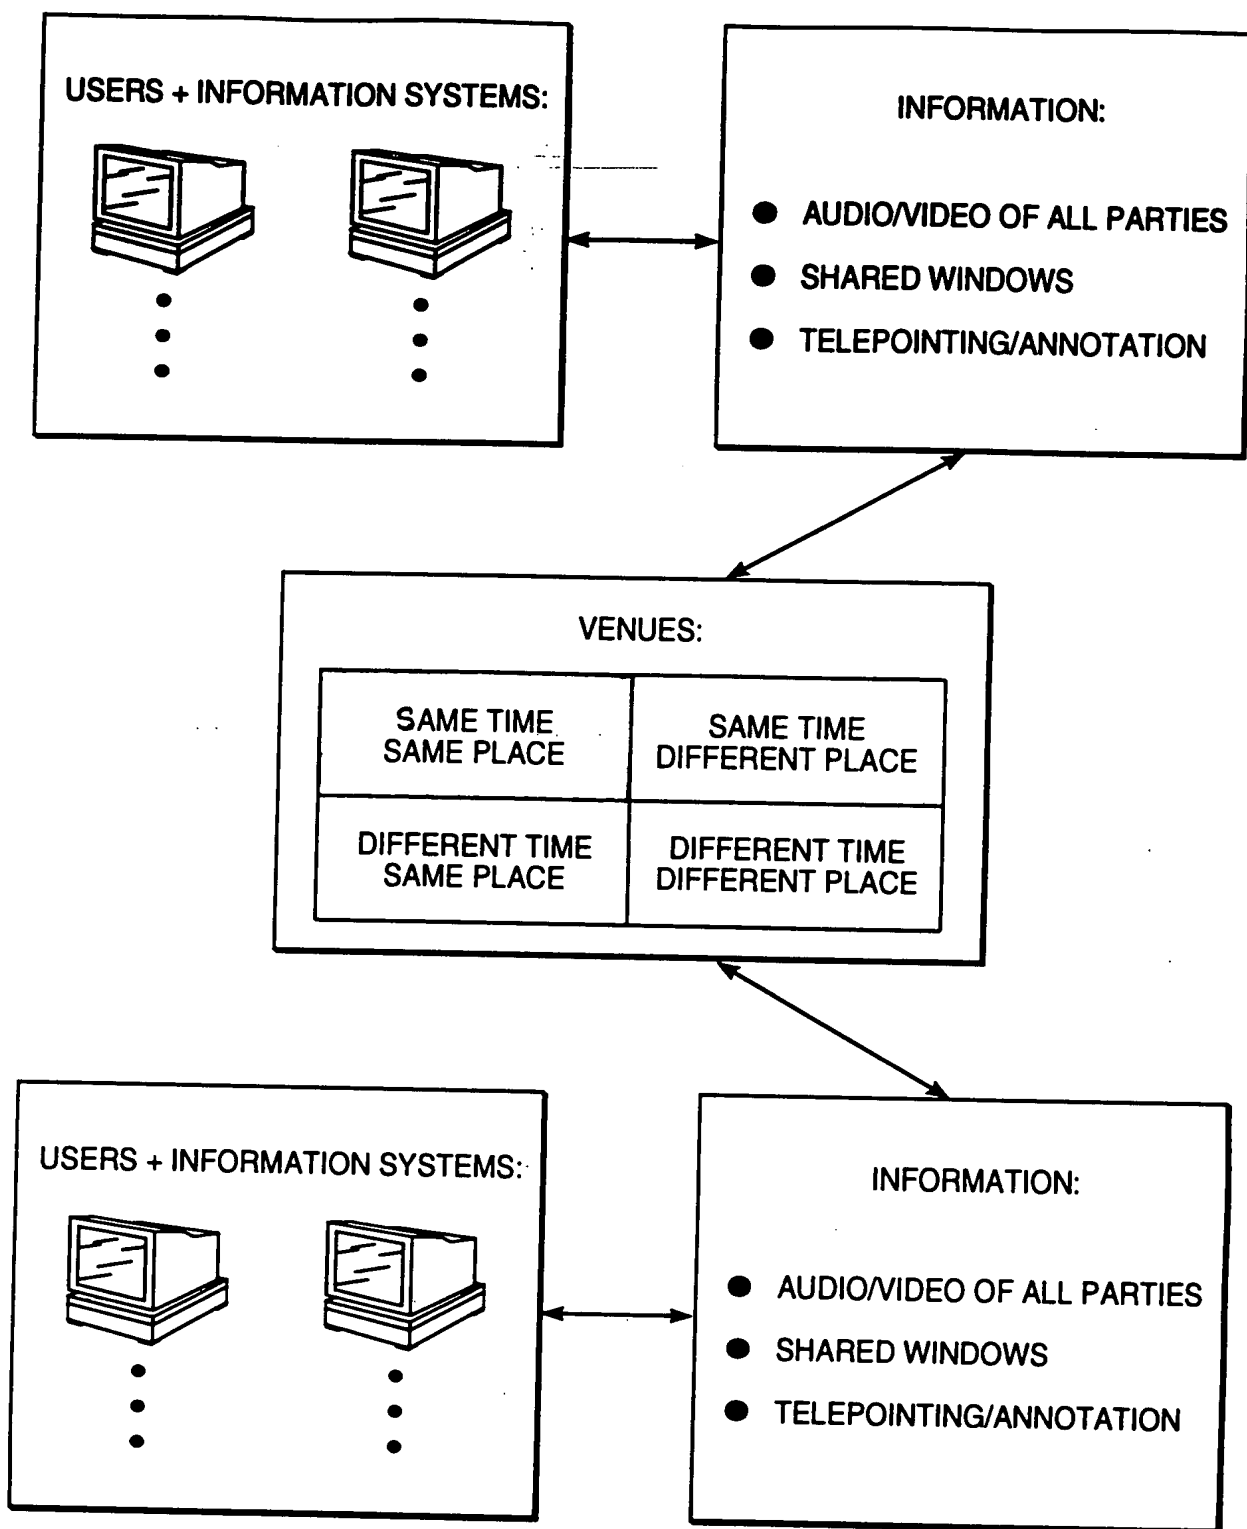 USERS + INFORMATION SYSTEMS:
INFORMATION:
● AUDIO/VIDEO OF ALL PARTIES
● SHARED WINDOWS
● TELEPOINTING/ANNOTATION
VENUES:
SAME TIME
SAME PLACE
SAME TIME
DIFFERENT PLACE
DIFFERENT TIME
SAME PLACE
DIFFERENT TIME
DIFFERENT PLACE
USERS + INFORMATION SYSTEMS:
INFORMATION:
● AUDIO/VIDEO OF ALL PARTIES
● SHARED WINDOWS
● TELEPOINTING/ANNOTATION